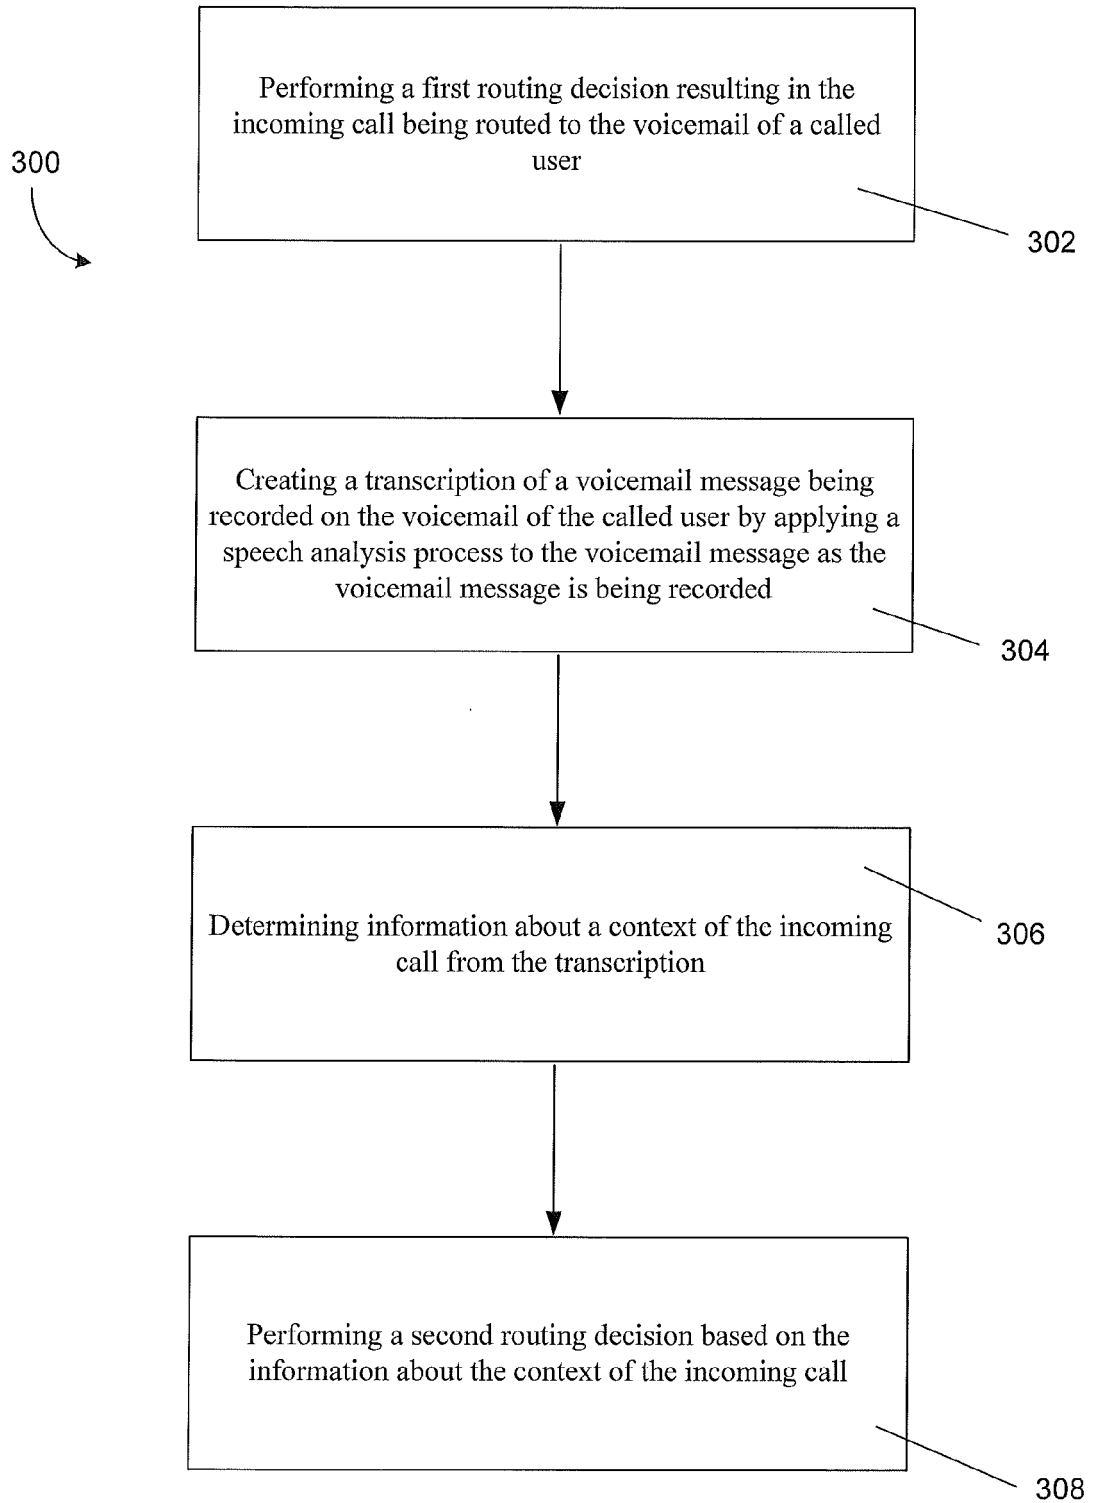 Performing a first routing decision resulting in the
incoming call being routed to the voicemail of a called
user
300
302
Creating a transcription of a voicemail message being
recorded on the voicemail of the called user by applying a
speech analysis process to the voicemail message as the
voicemail message is being recorded
304
Determining information about a context of the incoming
call from the transcription
306
Performing a second routing decision based on the
information about the context of the incoming call
308